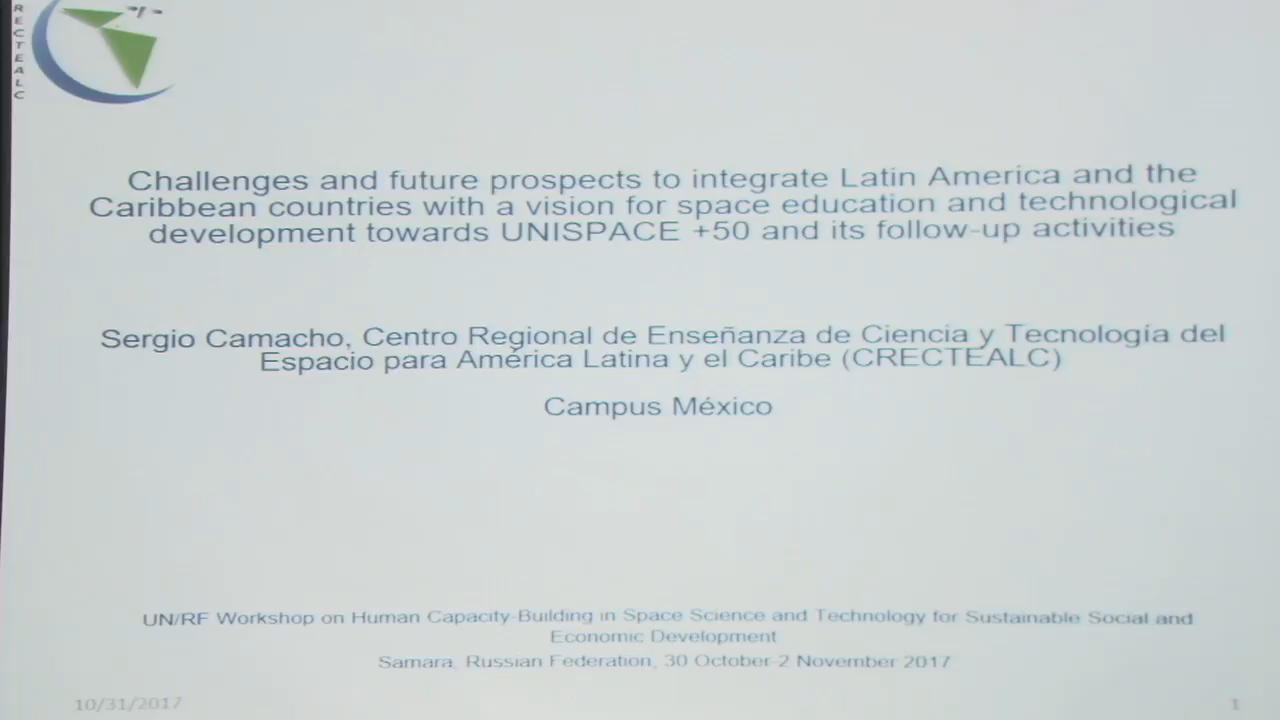 RECTEALC
Challenges and future prospects to integrate Latin America and the
Caribbean countries with a vision for space education and technological
development towards UNISPACE +50 and its follow-up activities
Sergio Camacho, Centro Regional de Enseñanza de Ciencia y Tecnología del
Espacio para América Latina y el Caribe (CRECTEALC)
Campus México
UN/RF Workshop on Human Capacity-Building in Space Science and Technology for Sustainable Social and
Economic Development
Samara, Russian Federation, 30 October-2 November 2017
10/31/2017
1